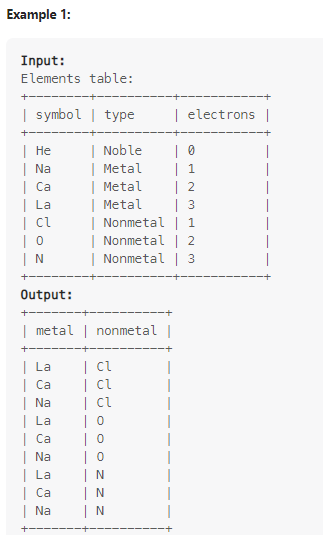 Example 1:
Input:
Elements table:
+--------+----------+-----------+
| symbol | type     | electrons |
+--------+----------+-----------+
| He     | Noble    | 0         |
| Na     | Metal    | 1         |
| Ca     | Metal    | 2         |
| La     | Metal    | 3         |
| Cl     | Nonmetal | 1         |
| O      | Nonmetal | 2         |
| N      | Nonmetal | 3         |
+--------+----------+-----------+
Output:
+-------+----------+
| metal | nonmetal |
+-------+----------+
| La    | Cl       |
| Ca    | Cl       |
| Na    | Cl       |
| La    | O        |
| Ca    | O        |
| Na    | O        |
| La    | N        |
| Ca    | N        |
| Na    | N        |
+-------+----------+